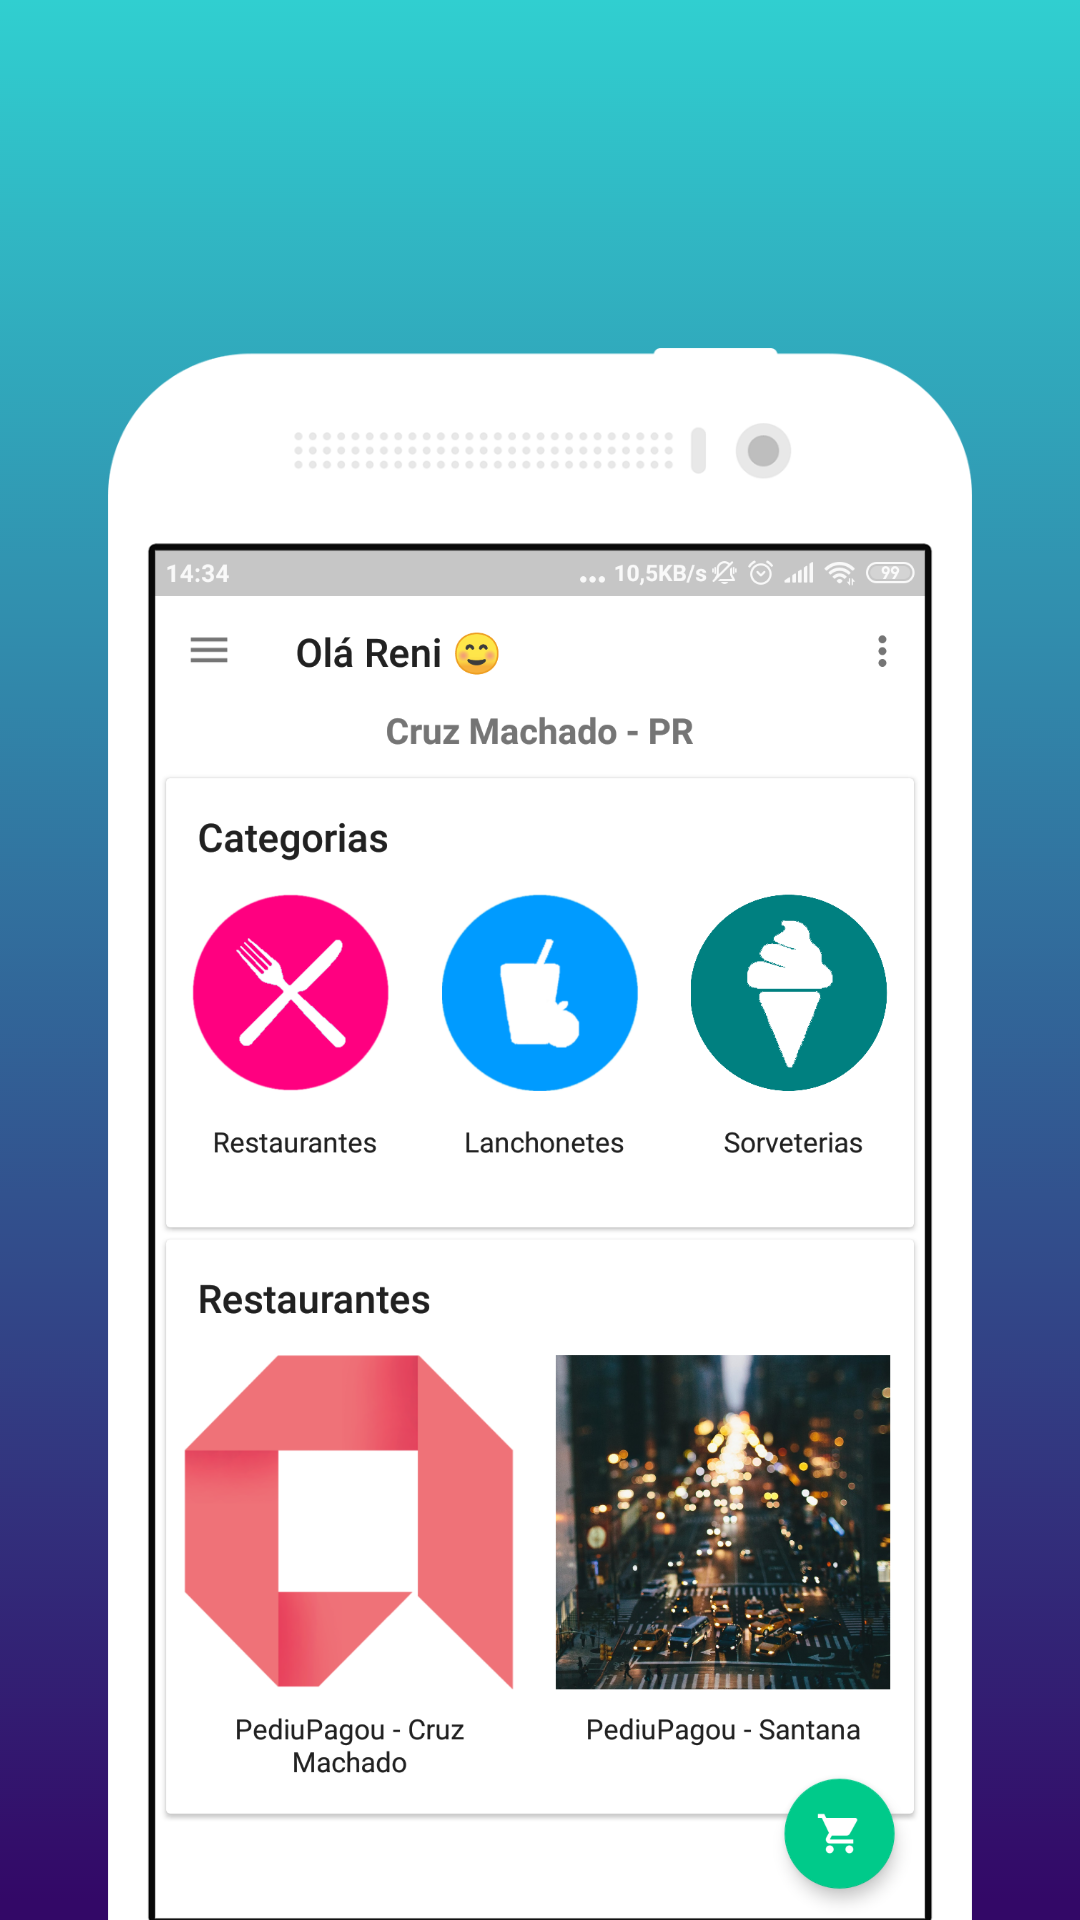 14:34 ... 10,5KB/s 99
Olá Reni 😊
Cruz Machado - PR
Categorias
Restaurantes Lanchonetes Sorveterias
Restaurantes
PediuPagou - Cruz Machado
PediuPagou - Santana